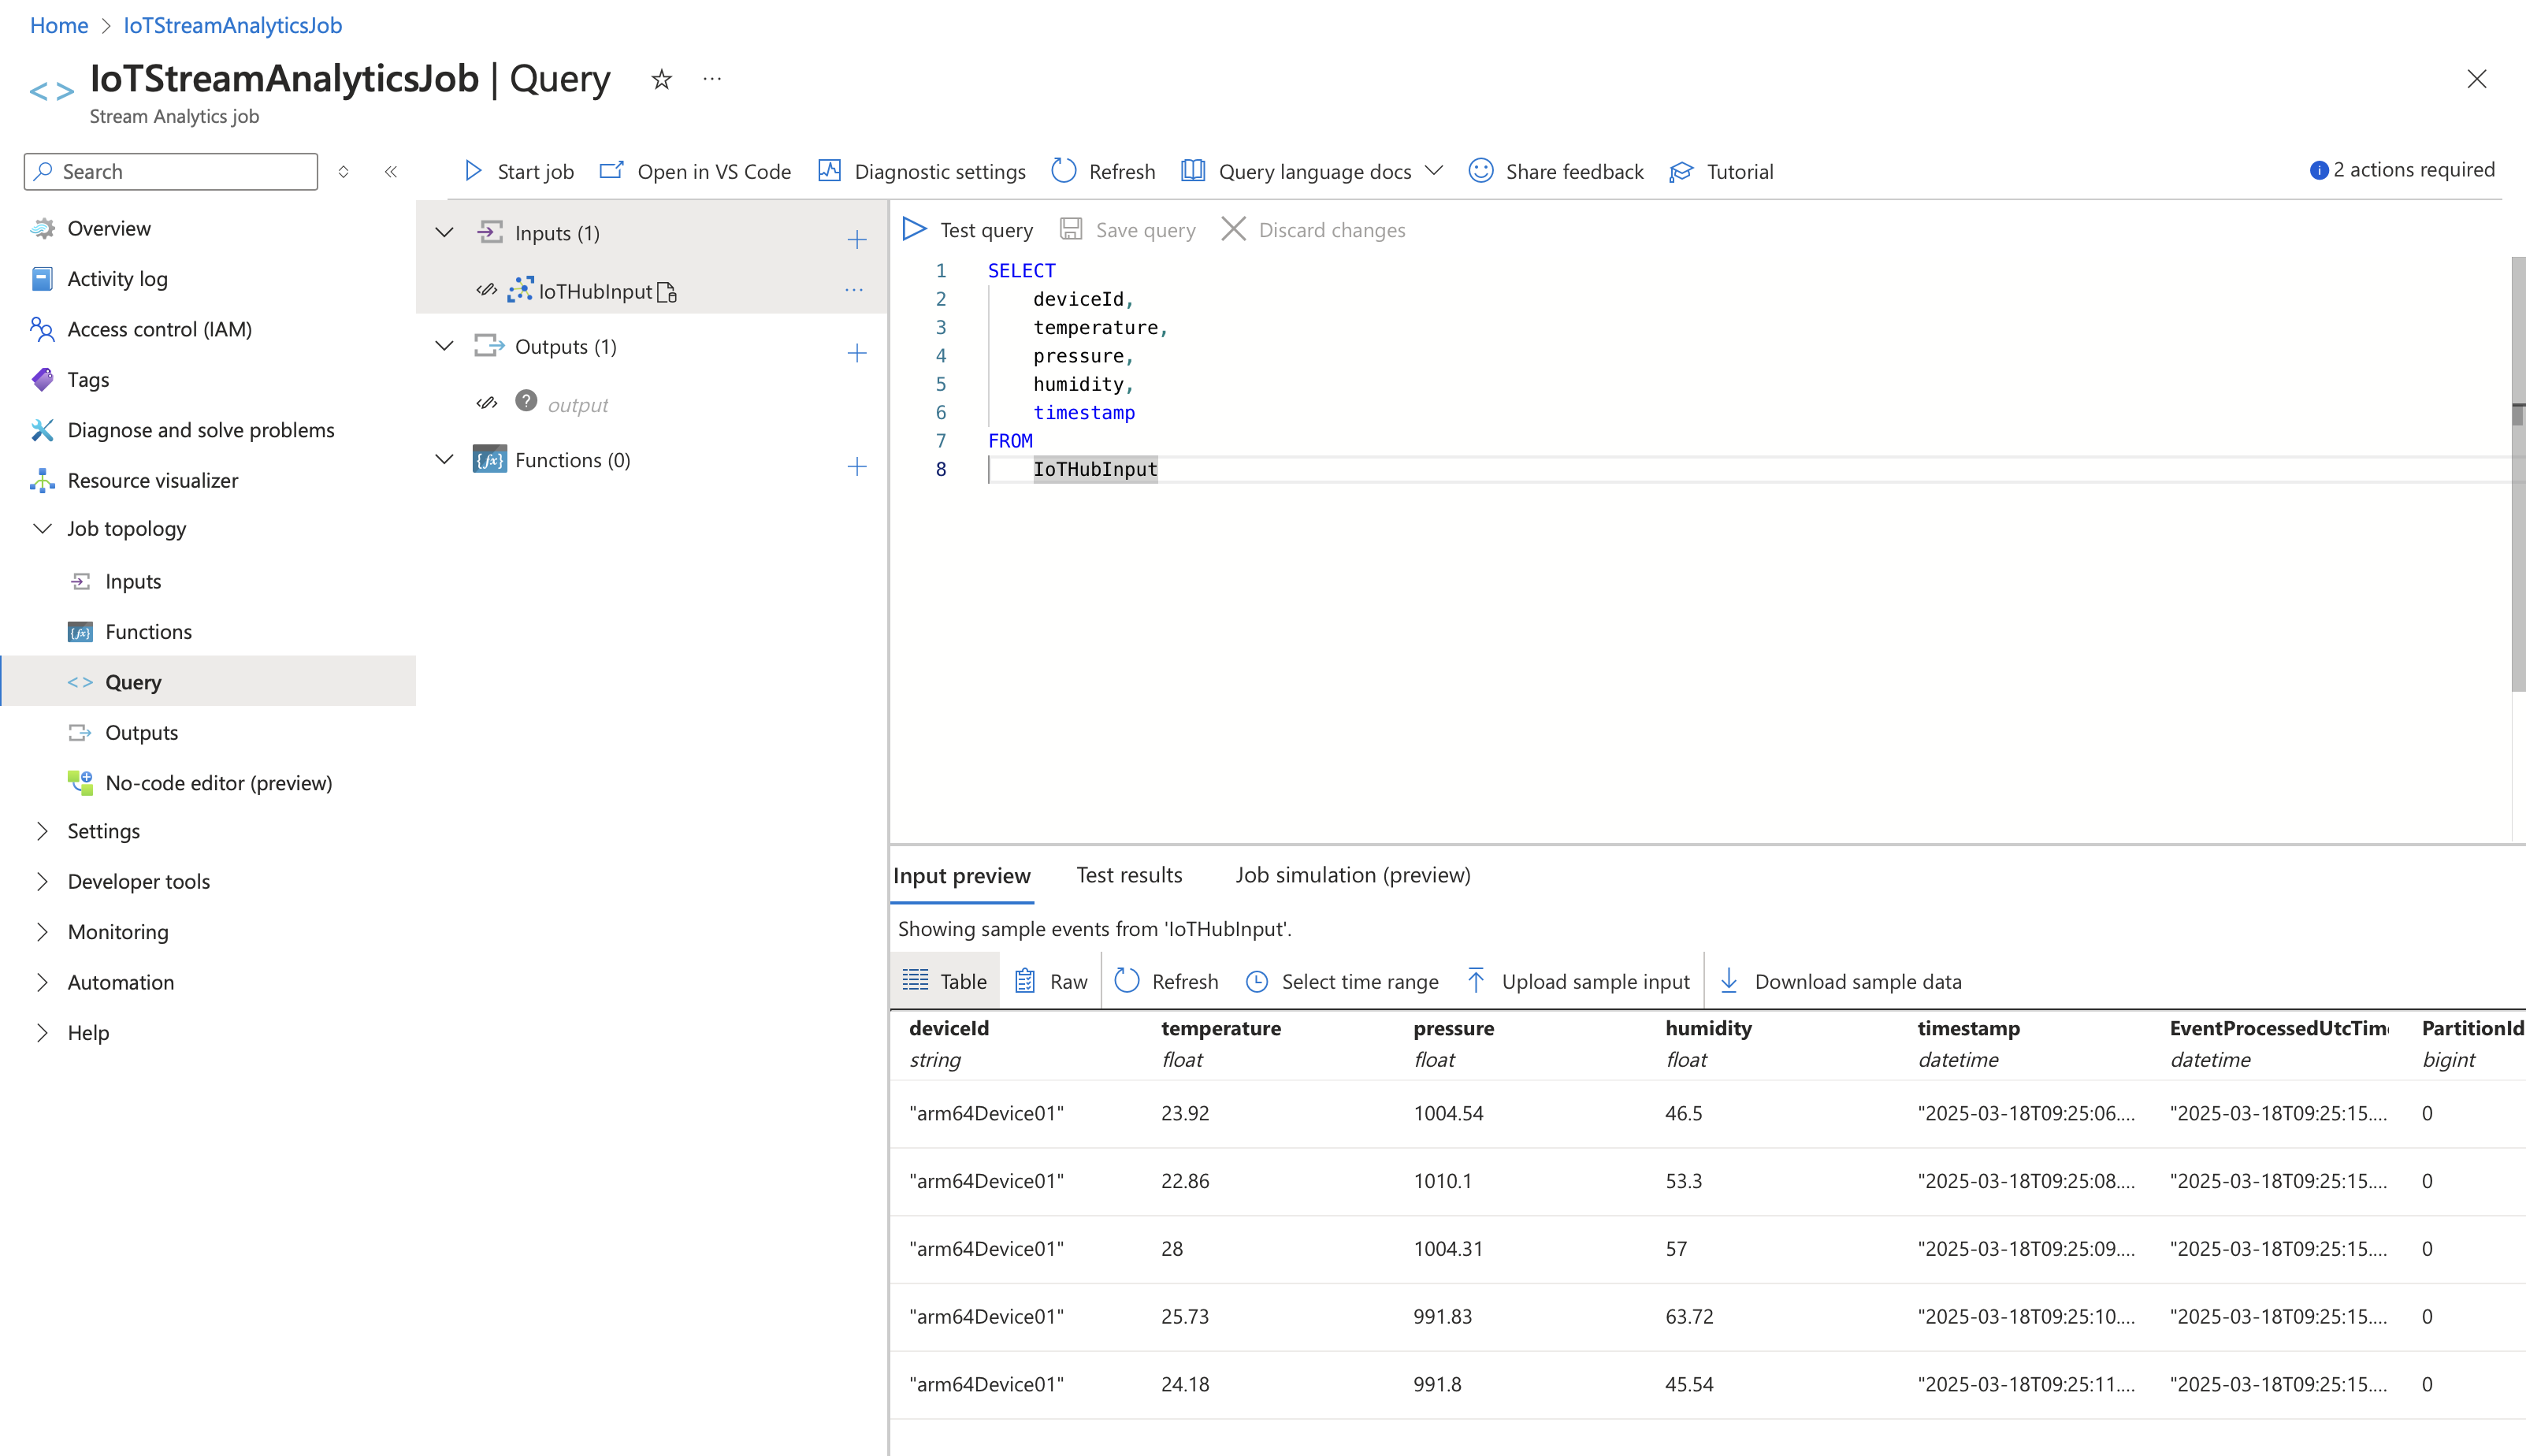 Home > IoTStreamAnalyticsJob
IoTStreamAnalyticsJob | Query ☆ ···
Stream Analytics job
Search
Start job Open in VS Code Diagnostic settings Refresh Query language docs Share feedback Tutorial
2 actions required
Overview
Activity log
Access control (IAM)
Tags
Diagnose and solve problems
Resource visualizer
Job topology
Inputs
Functions
Query
Outputs
No-code editor (preview)
Settings
Developer tools
Monitoring
Automation
Help
Inputs (1)
IoTHubInput
Outputs (1)
output
Functions (0)
Test query Save query Discard changes
1 SELECT
2 deviceId,
3 temperature,
4 pressure,
5 humidity,
6 timestamp
7 FROM
8 IoTHubInput
Input preview Test results Job simulation (preview)
Showing sample events from 'IoTHubInput'.
Table Raw Refresh Select time range Upload sample input Download sample data
deviceId temperature pressure humidity timestamp EventProcessedUtcTim PartitionId
string float float float datetime datetime bigint
"arm64Device01" 23.92 1004.54 46.5 "2025-03-18T09:25:06.... "2025-03-18T09:25:15.... 0
"arm64Device01" 22.86 1010.1 53.3 "2025-03-18T09:25:08.... "2025-03-18T09:25:15.... 0
"arm64Device01" 28 1004.31 57 "2025-03-18T09:25:09.... "2025-03-18T09:25:15.... 0
"arm64Device01" 25.73 991.83 63.72 "2025-03-18T09:25:10.... "2025-03-18T09:25:15.... 0
"arm64Device01" 24.18 991.8 45.54 "2025-03-18T09:25:11.... "2025-03-18T09:25:15.... 0